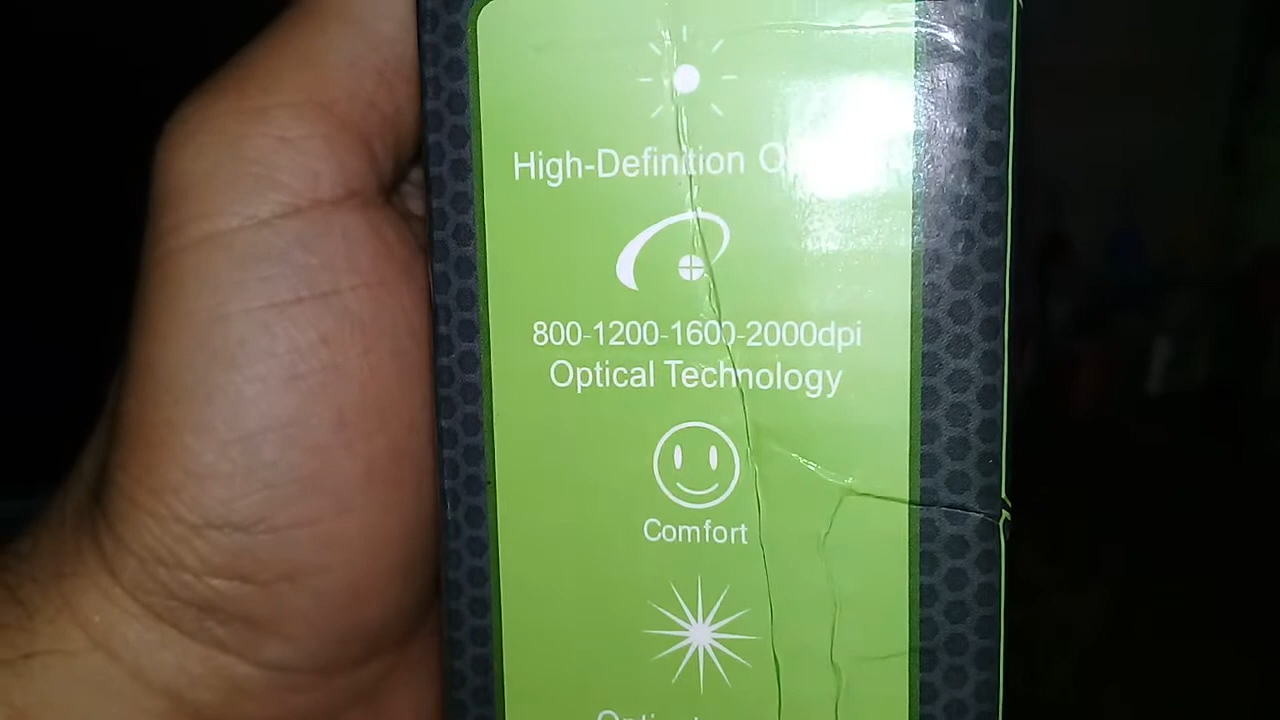 High-Definition
800-1200-1600-2000dpi
Optical Technology
Comfort